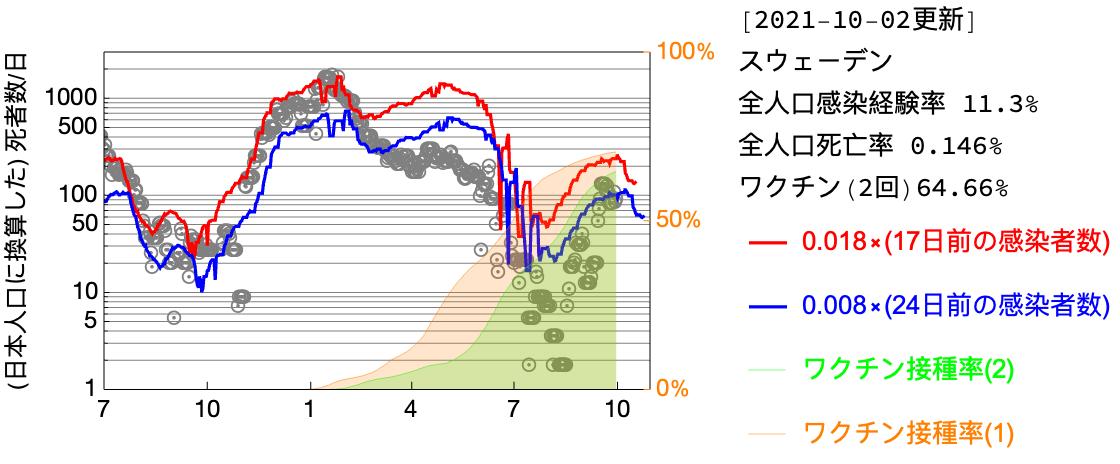 [2021-10-02更新]
スウェーデン
全人口感染経験率 11.3%
全人口死亡率 0.146%
ワクチン(2回)64.66%
0.018×(17日前の感染者数)
0.008×(24日前の感染者数)
ワクチン接種率(2)
ワクチン接種率(1)
(日本人口に換算した) 死者数/日
1000
500
100
50
10
5
1
100%
50%
0%
7 10 1 4 7 10